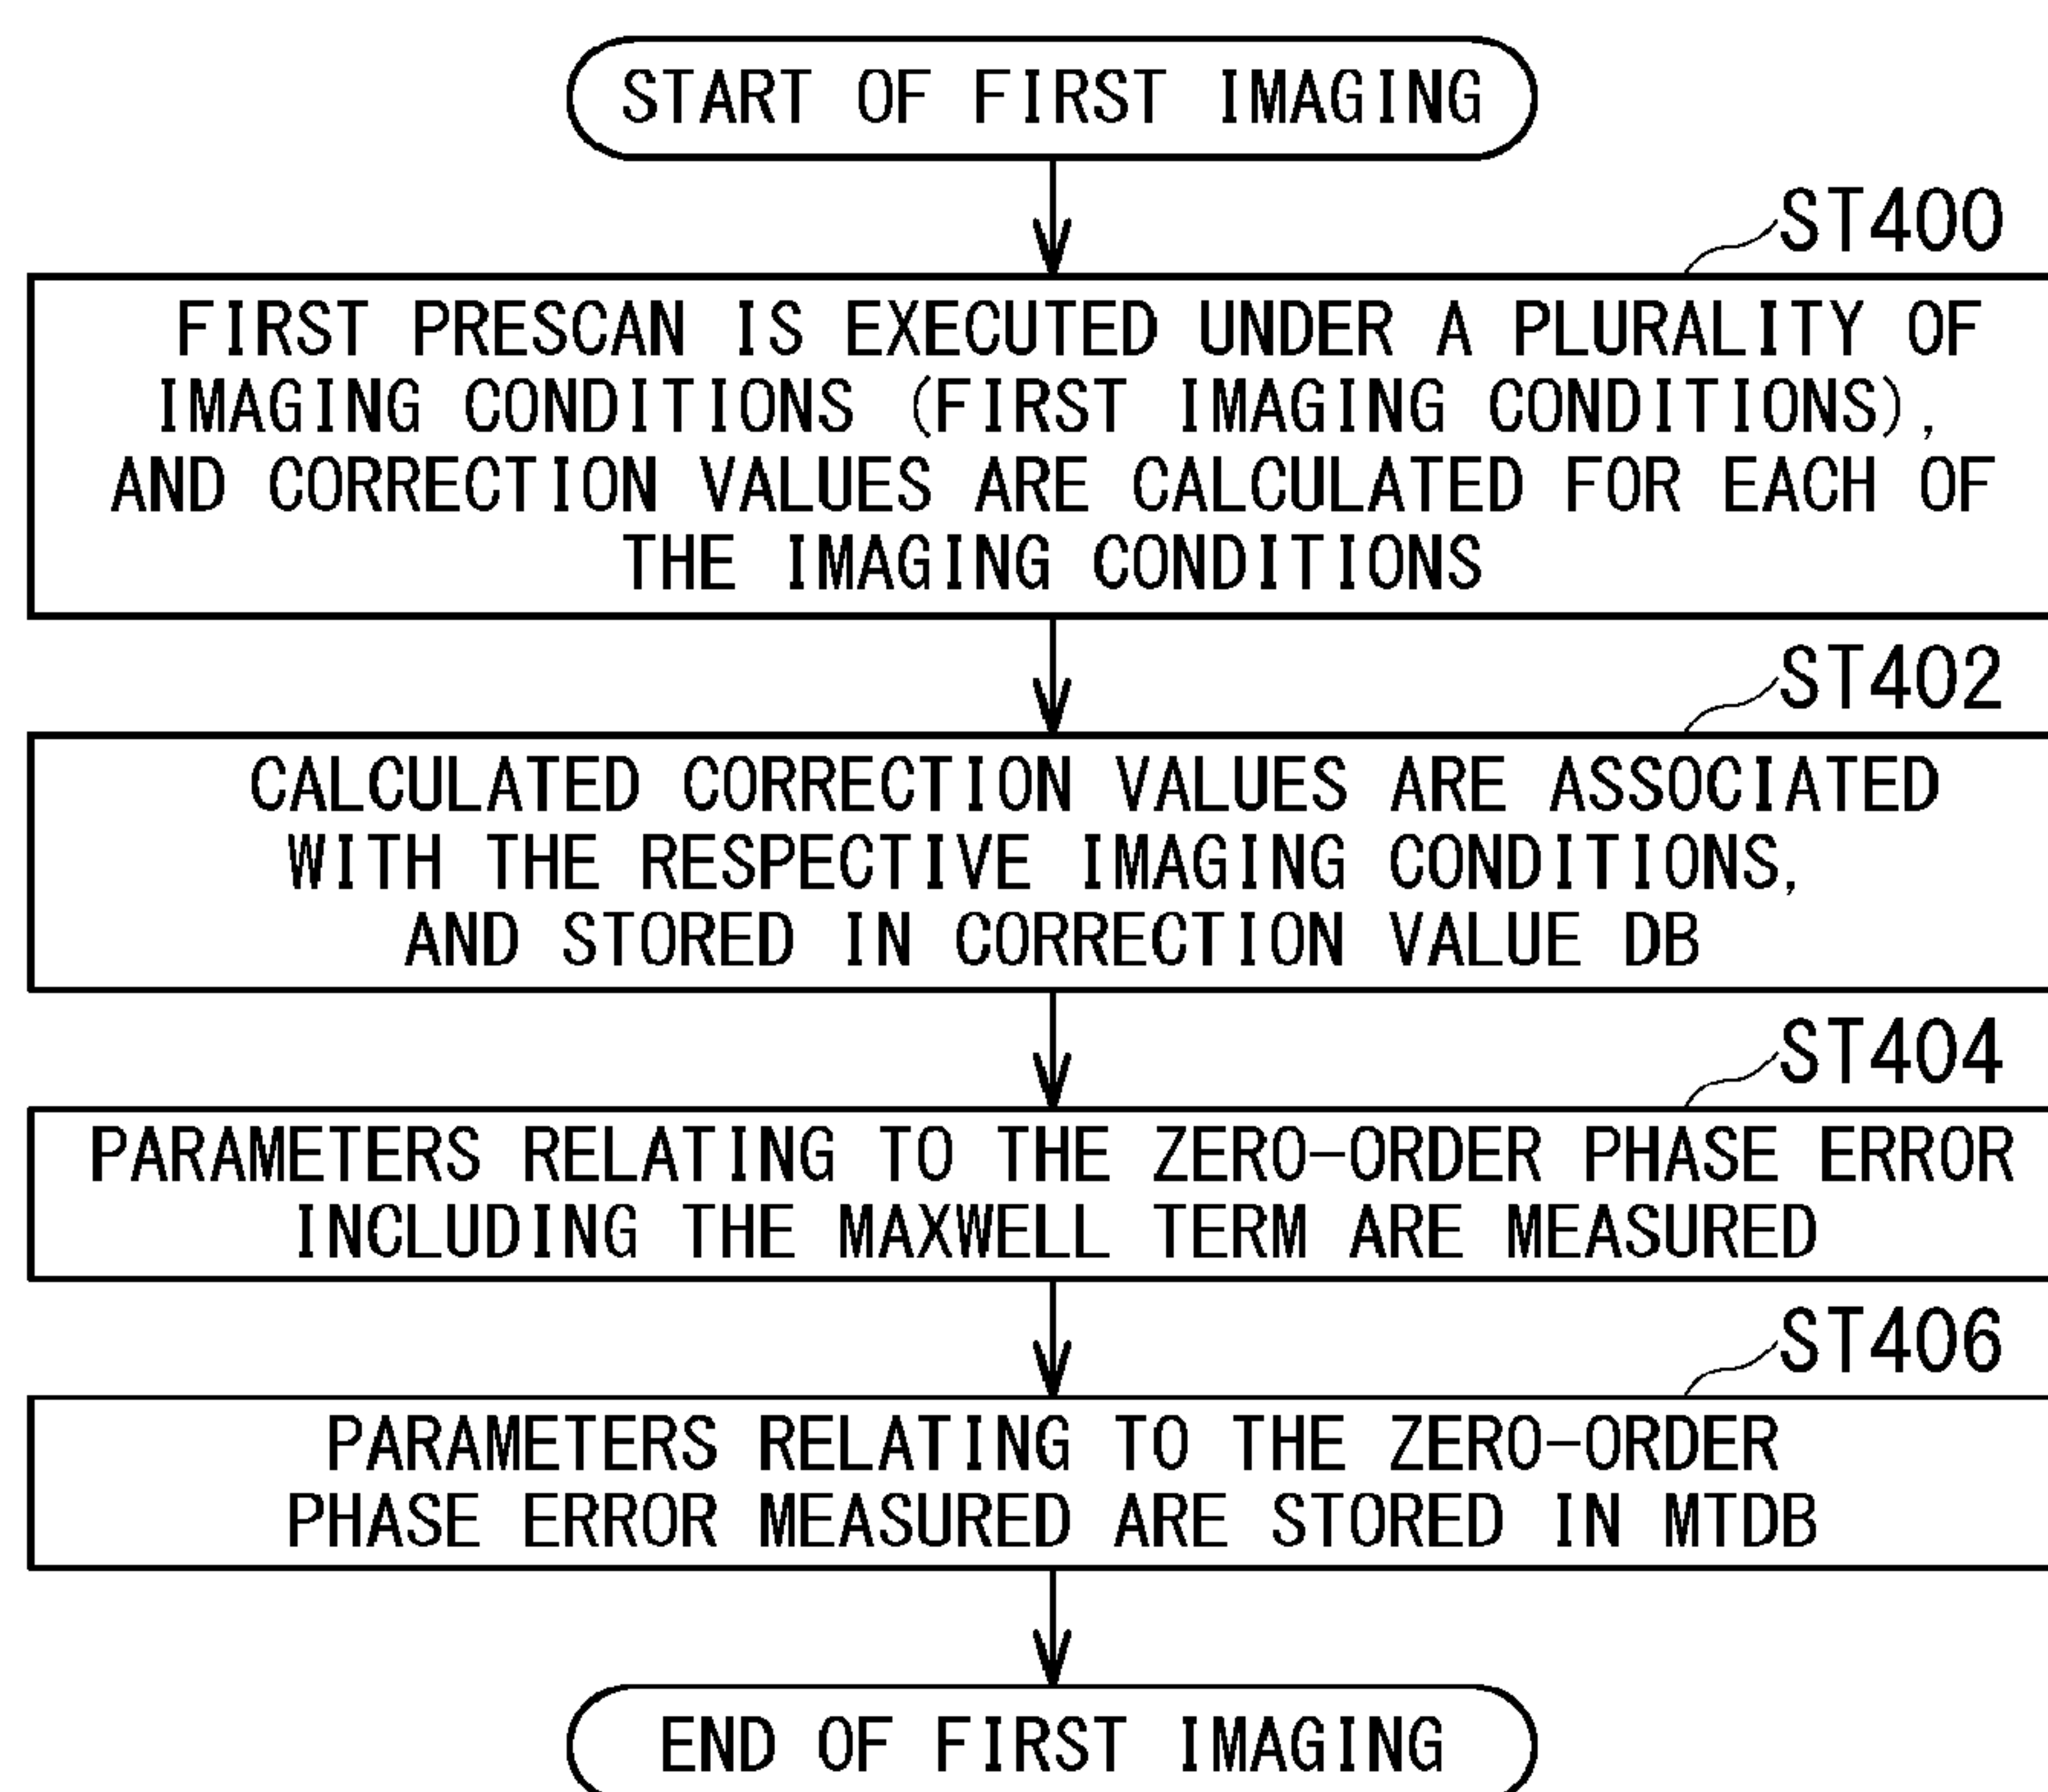 START OF FIRST IMAGING
ST400
FIRST PRESCAN IS EXECUTED UNDER A PLURALITY OF
IMAGING CONDITIONS (FIRST IMAGING CONDITIONS),
AND CORRECTION VALUES ARE CALCULATED FOR EACH OF
THE IMAGING CONDITIONS
ST402
CALCULATED CORRECTION VALUES ARE ASSOCIATED
WITH THE RESPECTIVE IMAGING CONDITIONS,
AND STORED IN CORRECTION VALUE DB
ST404
PARAMETERS RELATING TO THE ZERO-ORDER PHASE ERROR
INCLUDING THE MAXWELL TERM ARE MEASURED
ST406
PARAMETERS RELATING TO THE ZERO-ORDER
PHASE ERROR MEASURED ARE STORED IN MTDB
END OF FIRST IMAGING